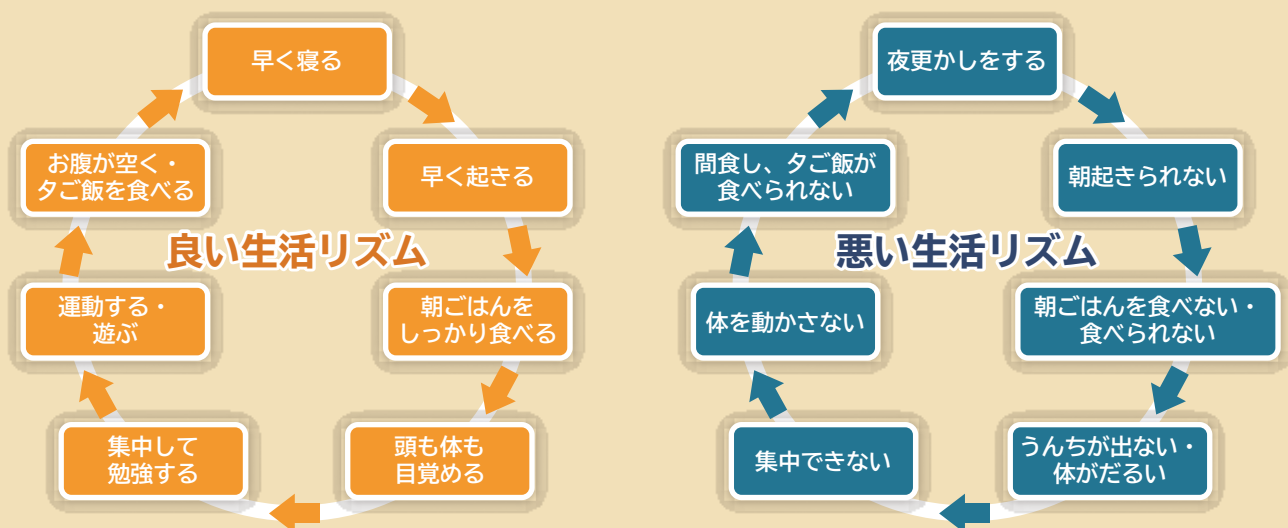 早く寝る
早く起きる
朝ごはんを
しっかり食べる
頭も体も
目覚める
集中して
勉強する
運動する・
遊ぶ
お腹が空く・
夕ご飯を食べる
良い生活リズム
夜更かしをする
朝起きられない
朝ごはんを食べない・
食べられない
うんちが出ない・
体がだるい
集中できない
体を動かさない
間食し、夕ご飯が
食べられない
悪い生活リズム